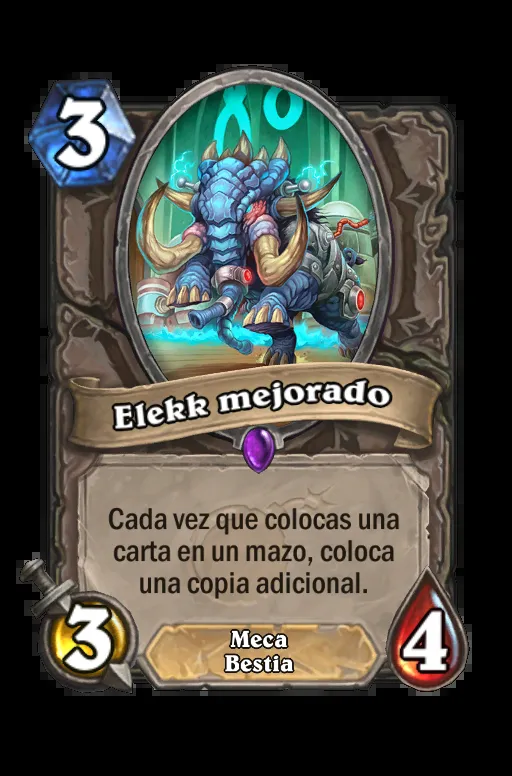 3
Elekk mejorado
Cada vez que colocas una
carta en un mazo, coloca
una copia adicional.
3
Meca
Bestia
4